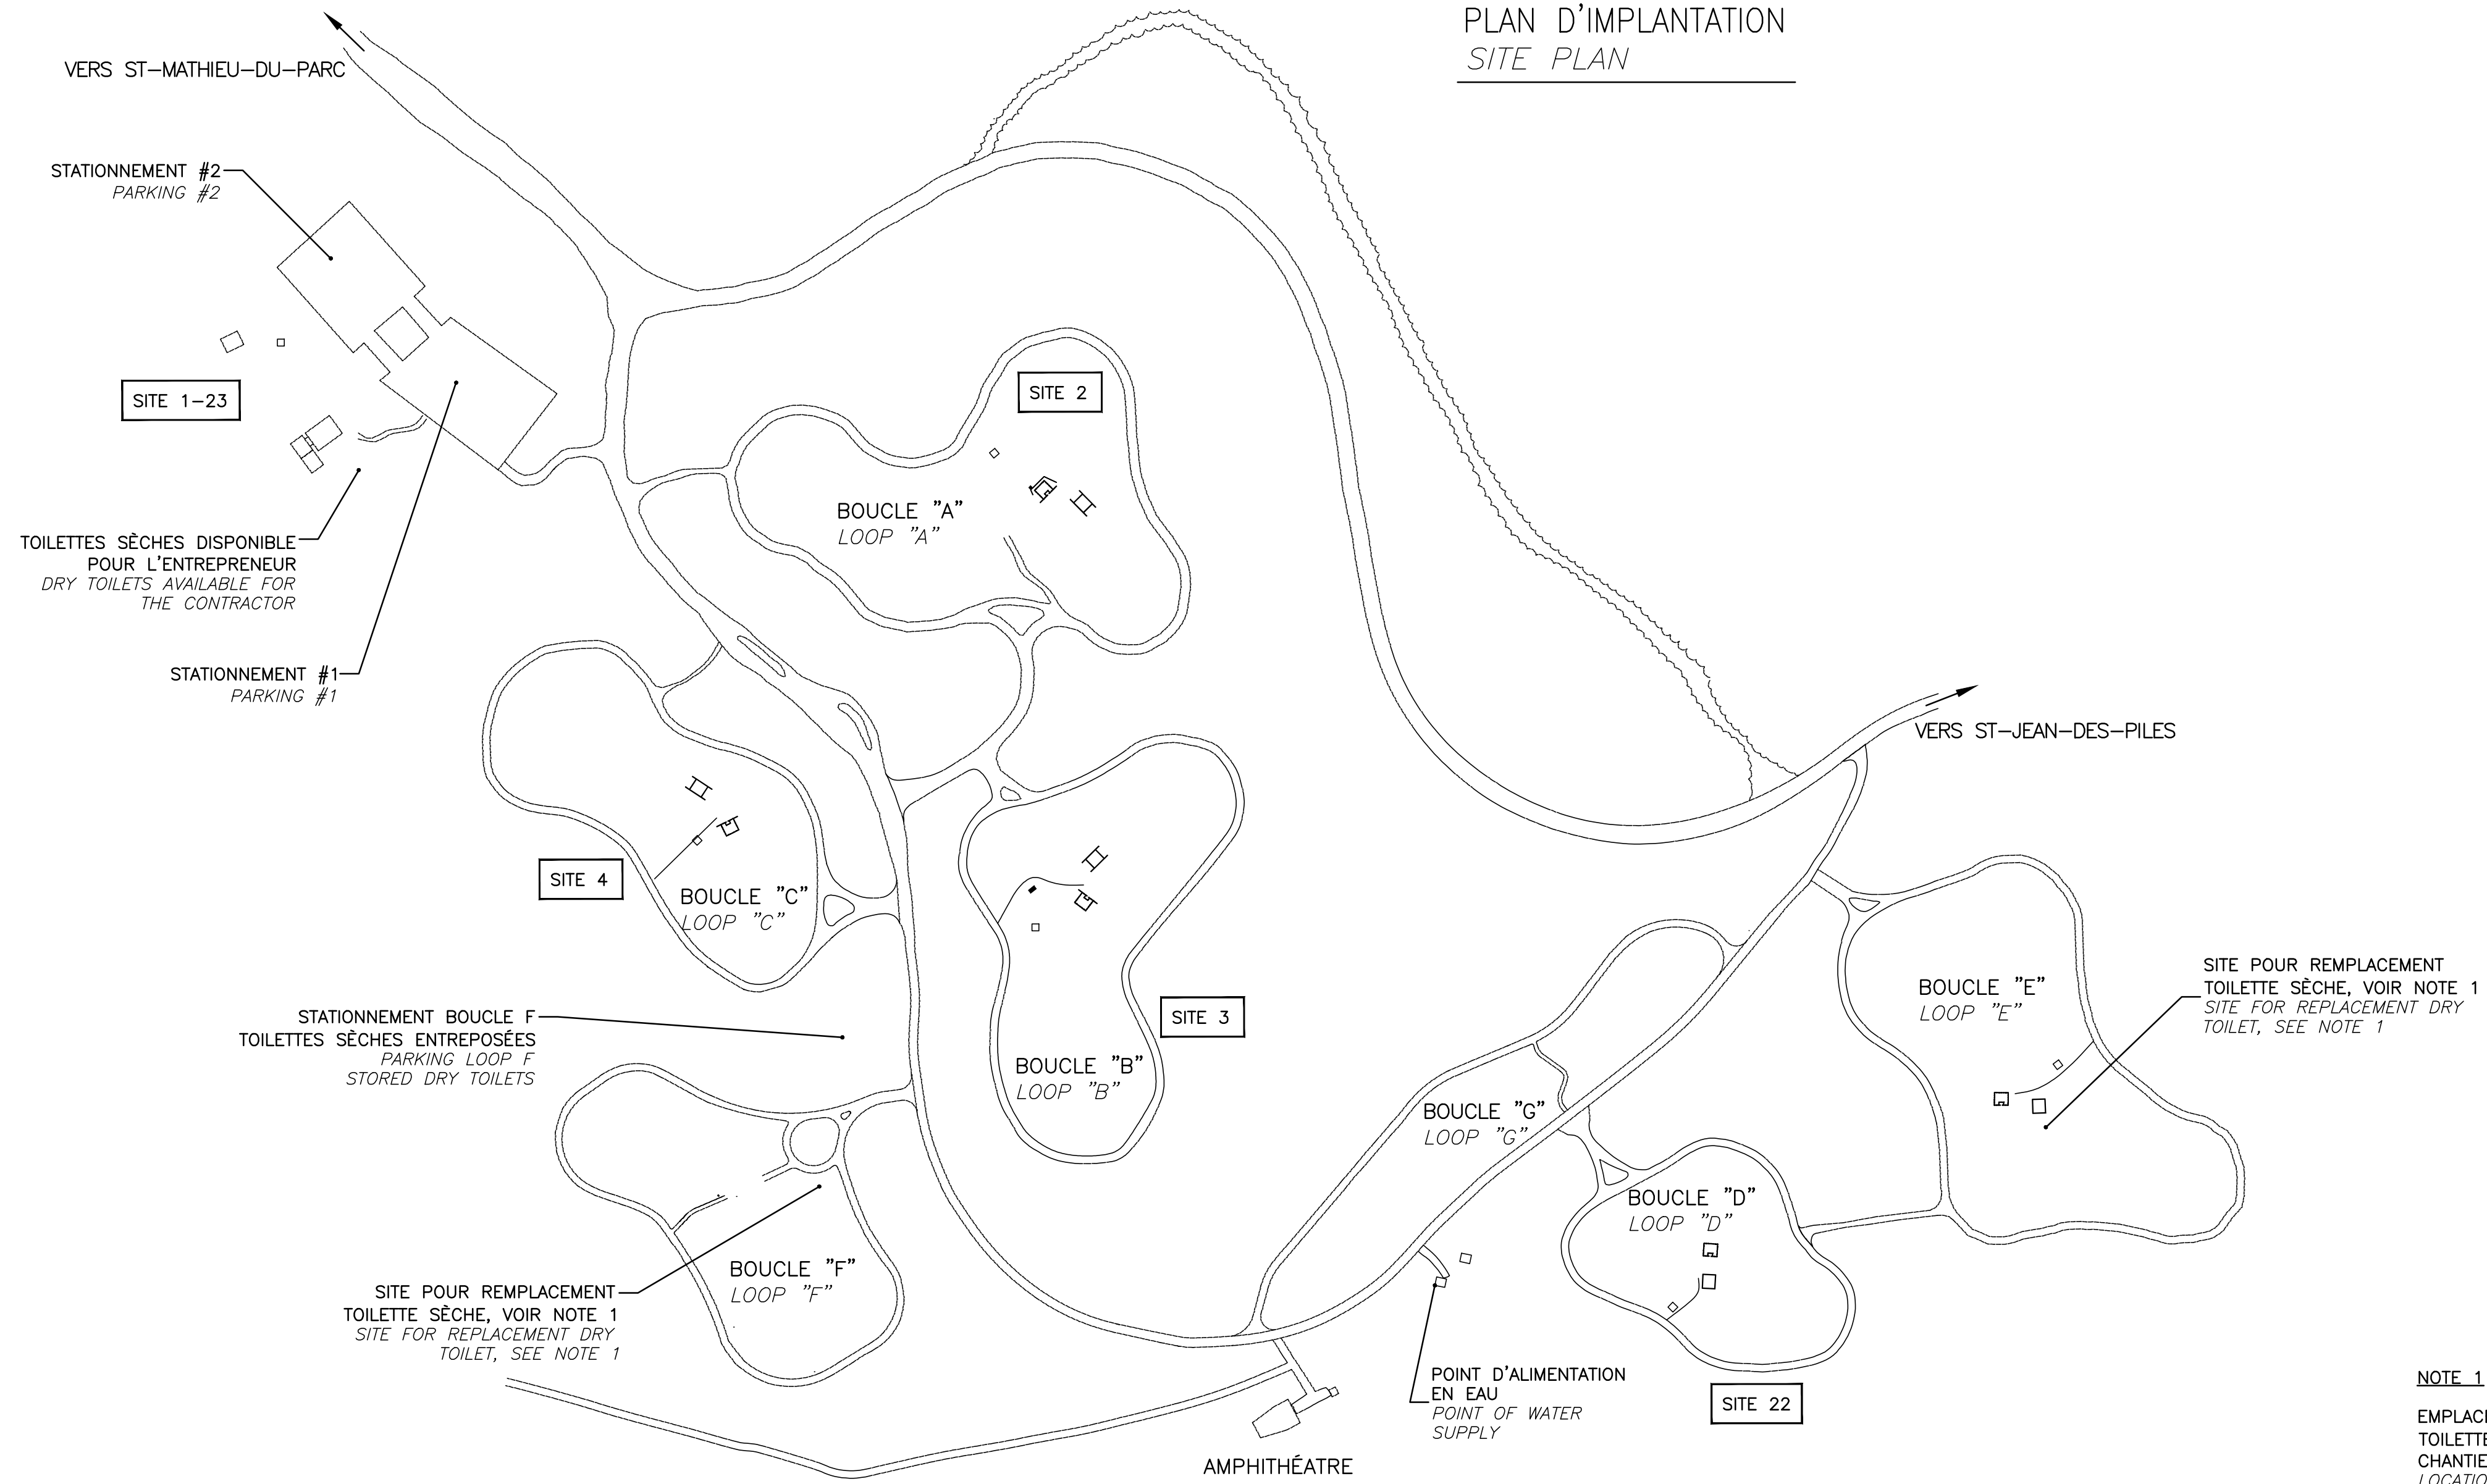 PLAN D'IMPLANTATION
SITE PLAN
VERS ST-MATHIEU-DU-PARC
STATIONNEMENT #2
PARKING #2
SITE 1-23
SITE 2
BOUCLE "A"
LOOP "A"
TOILETTES SÈCHES DISPONIBLE
POUR L'ENTREPRENEUR
DRY TOILETS AVAILABLE FOR
THE CONTRACTOR
STATIONNEMENT #1
PARKING #1
VERS ST-JEAN-DES-PILES
SITE 4
BOUCLE "C"
LOOP "C"
STATIONNEMENT BOUCLE F
TOILETTES SÈCHES ENTREPOSÉES
PARKING LOOP F
STORED DRY TOILETS
SITE 3
BOUCLE "B"
LOOP "B"
BOUCLE "E"
LOOP "E"
SITE POUR REMPLACEMENT
TOILETTE SÈCHE, VOIR NOTE 1
SITE FOR REPLACEMENT DRY
TOILET, SEE NOTE 1
BOUCLE "G"
LOOP "G"
BOUCLE "D"
LOOP "D"
BOUCLE "F"
LOOP "F"
SITE POUR REMPLACEMENT
TOILETTE SÈCHE, VOIR NOTE 1
SITE FOR REPLACEMENT DRY
TOILET, SEE NOTE 1
POINT D'ALIMENTATION
EN EAU
POINT OF WATER
SUPPLY
SITE 22
AMPHITHÉATRE
NOTE 1